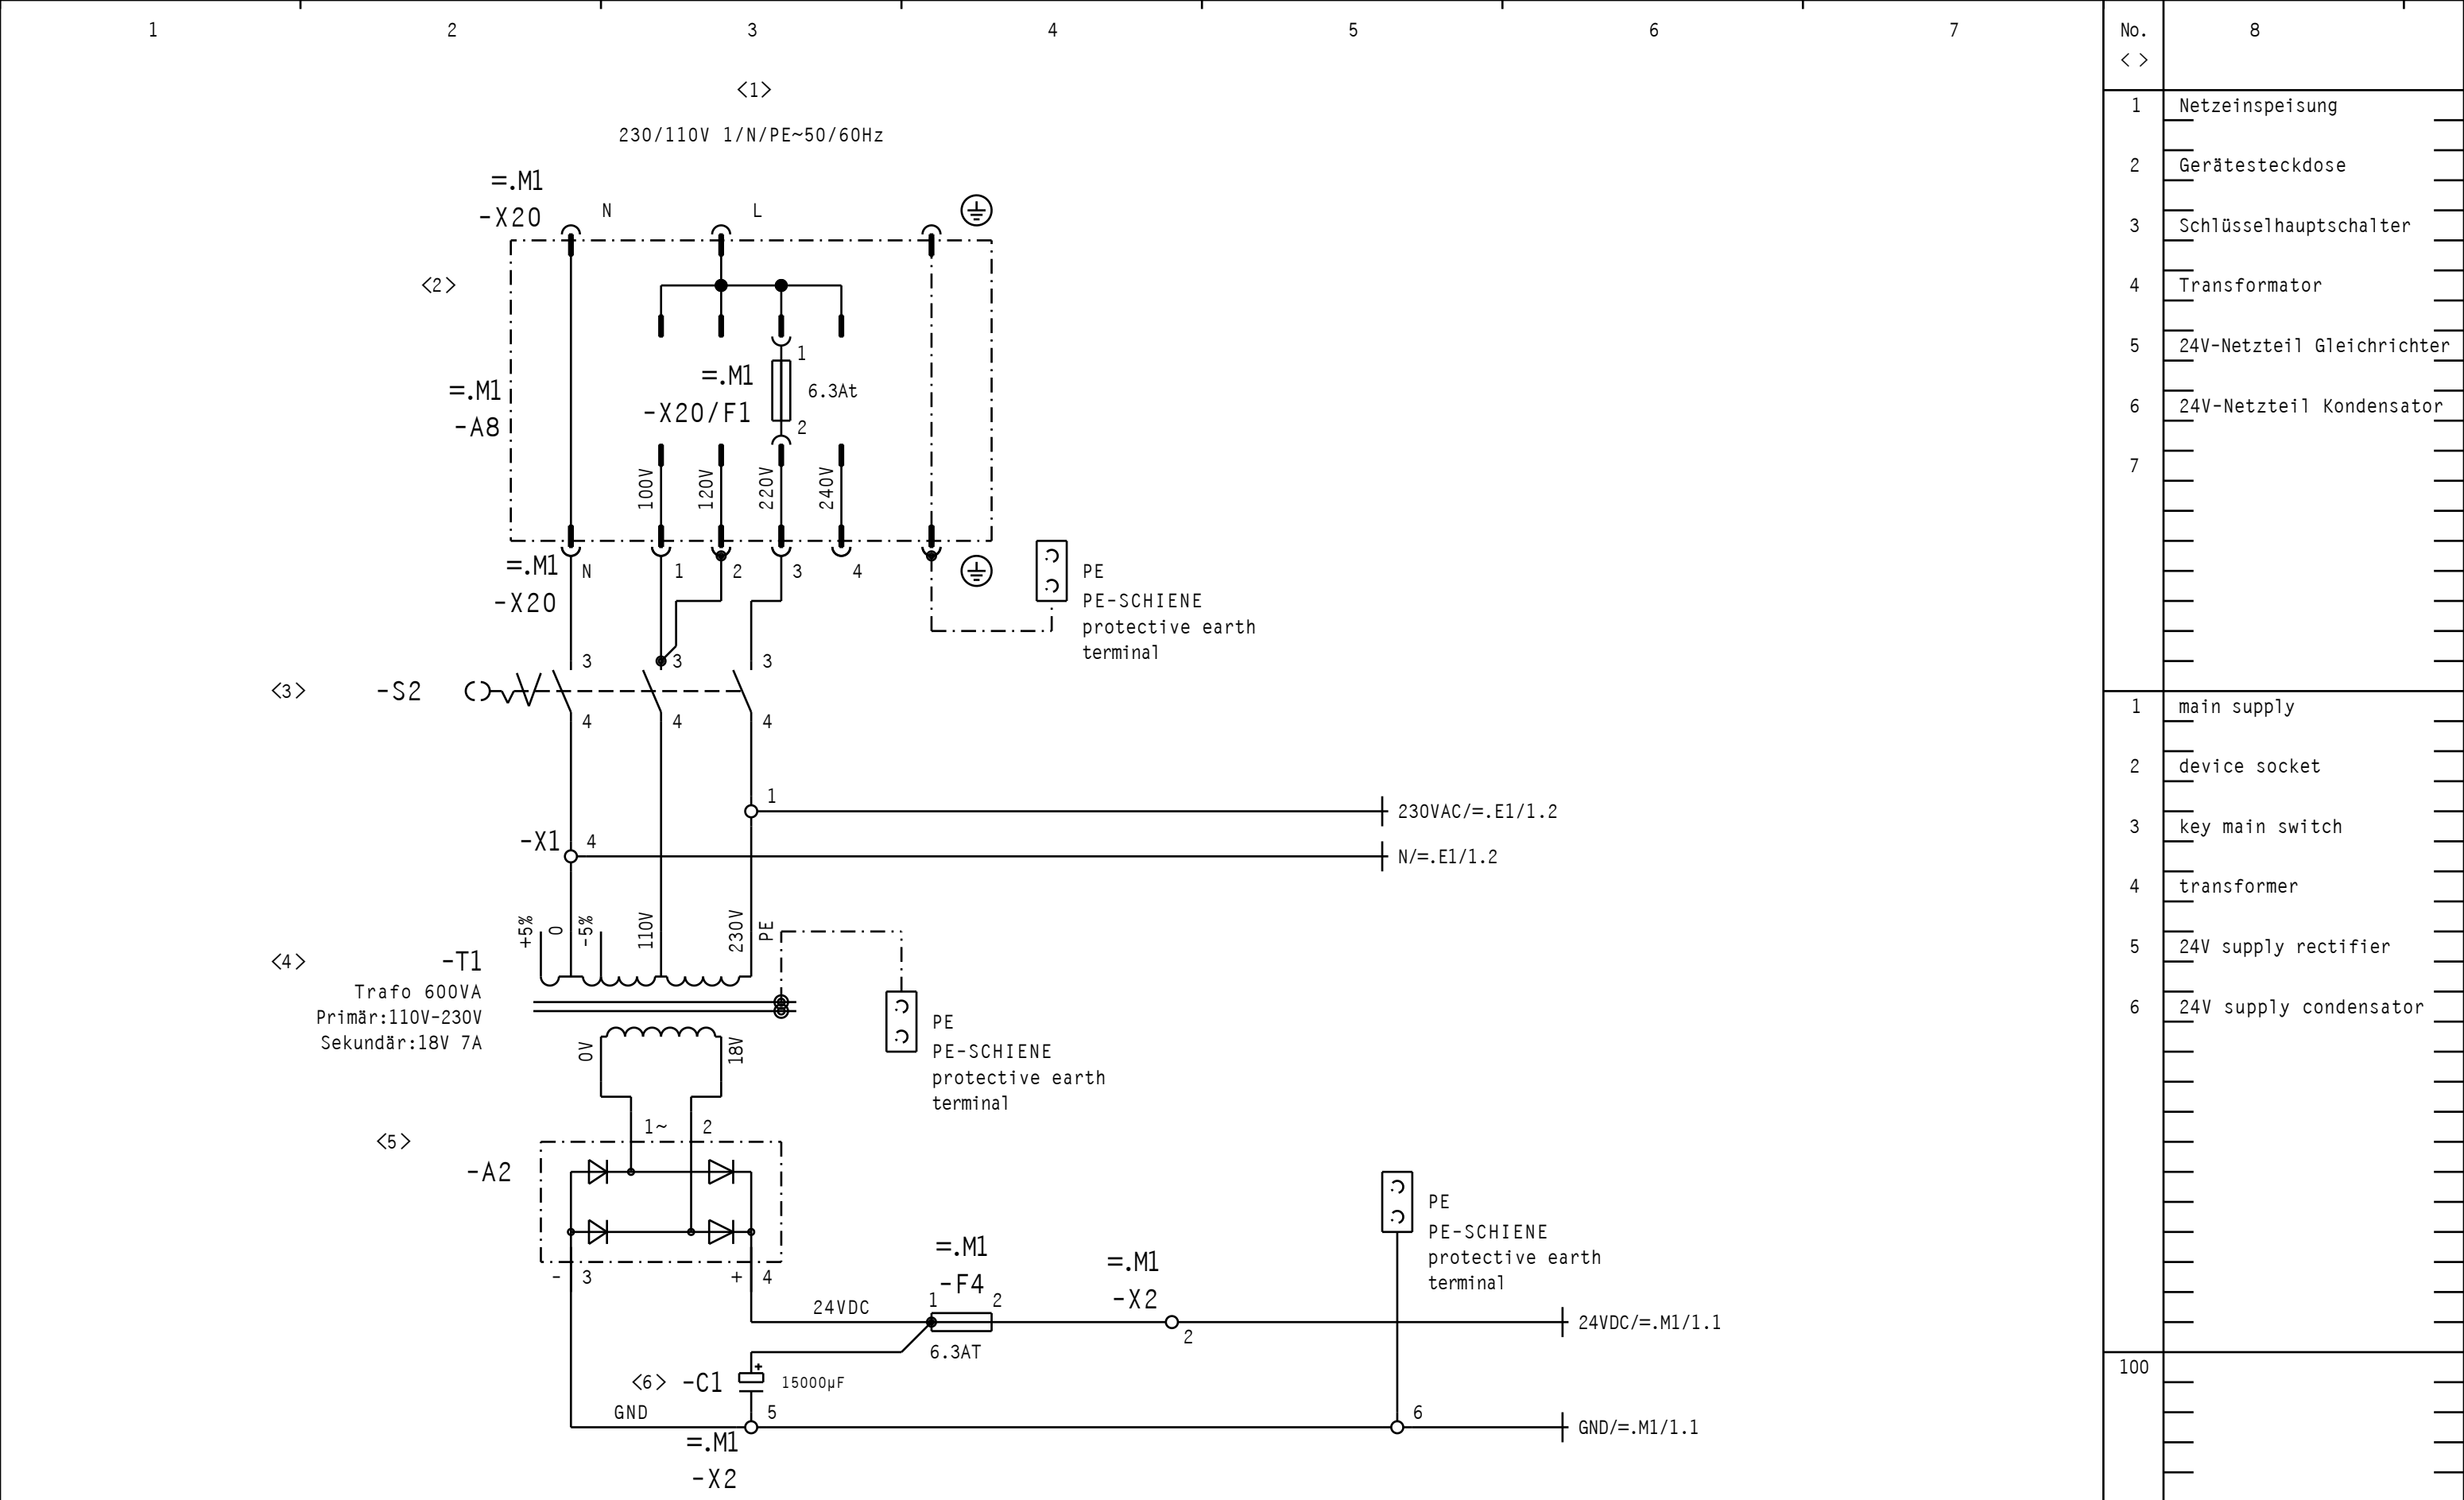 1 2 3 4 5 6 7 No. 8
< >
<1>
230/110V 1/N/PE~50/60Hz
=.M1
-X20
N
L
<2>
=.M1
-A8
=.M1
-X20/F1
1
6.3At
2
100V
120V
220V
240V
=.M1
-X20
N
1
2
3
4
PE
PE-SCHIENE
protective earth
terminal
<3>
-S2
3
3
3
4
4
4
1
230VAC/=.E1/1.2
-X1
4
N/=.E1/1.2
+5%
0
-5%
110V
230V
PE
<4>
-T1
Trafo 600VA
Primär:110V-230V
Sekundär:18V 7A
0V
18V
PE
PE-SCHIENE
protective earth
terminal
<5>
1~
2
-A2
-
3
+
4
PE
PE-SCHIENE
protective earth
terminal
24VDC
=.M1
-F4
1
2
6.3AT
=.M1
-X2
2
24VDC/=.M1/1.1
<6>
-C1
+
15000µF
GND
5
=.M1
-X2
6
GND/=.M1/1.1
1 Netzeinspeisung
2 Gerätesteckdose
3 Schlüsselhauptschalter
4 Transformator
5 24V-Netzteil Gleichrichter
6 24V-Netzteil Kondensator
7
1 main supply
2 device socket
3 key main switch
4 transformer
5 24V supply rectifier
6 24V supply condensator
100